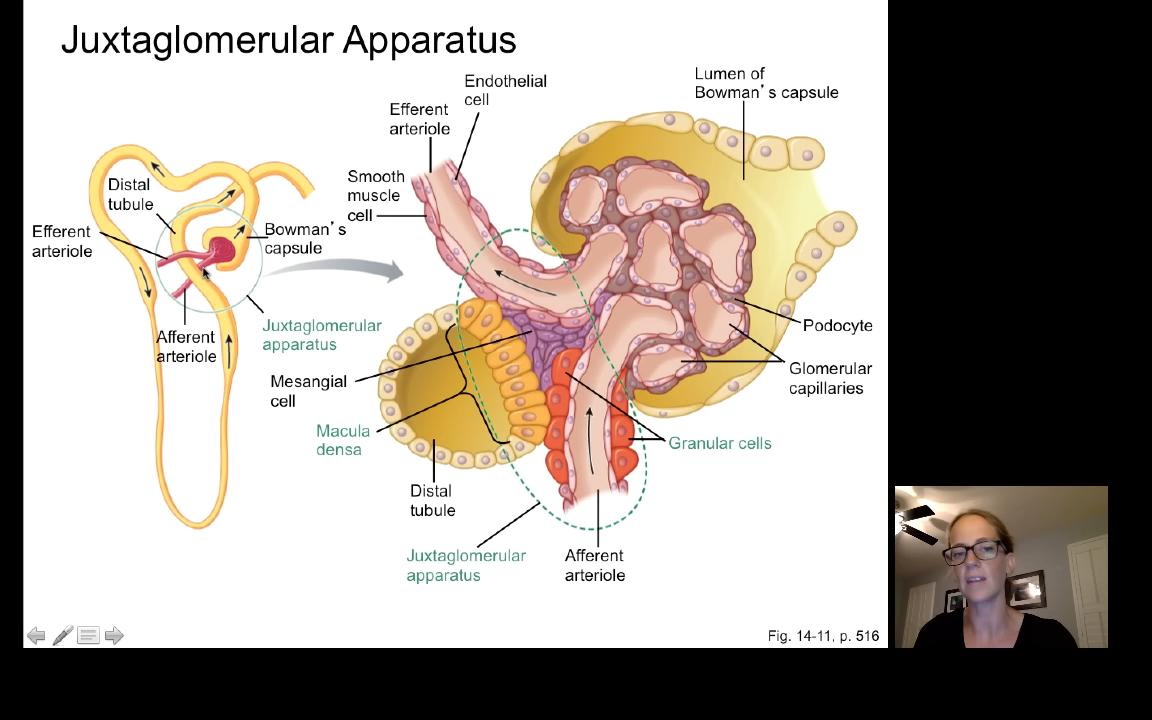 Juxtaglomerular Apparatus
Distal
tubule
Efferent
arteriole
Bowman's
capsule
Afferent
arteriole
Juxtaglomerular
apparatus
Efferent
arteriole
Endothelial
cell
Smooth
muscle
cell
Lumen of
Bowman's capsule
Mesangial
cell
Macula
densa
Distal
tubule
Juxtaglomerular
apparatus
Afferent
arteriole
Granular cells
Podocyte
Glomerular
capillaries
Fig. 14-11, p. 516